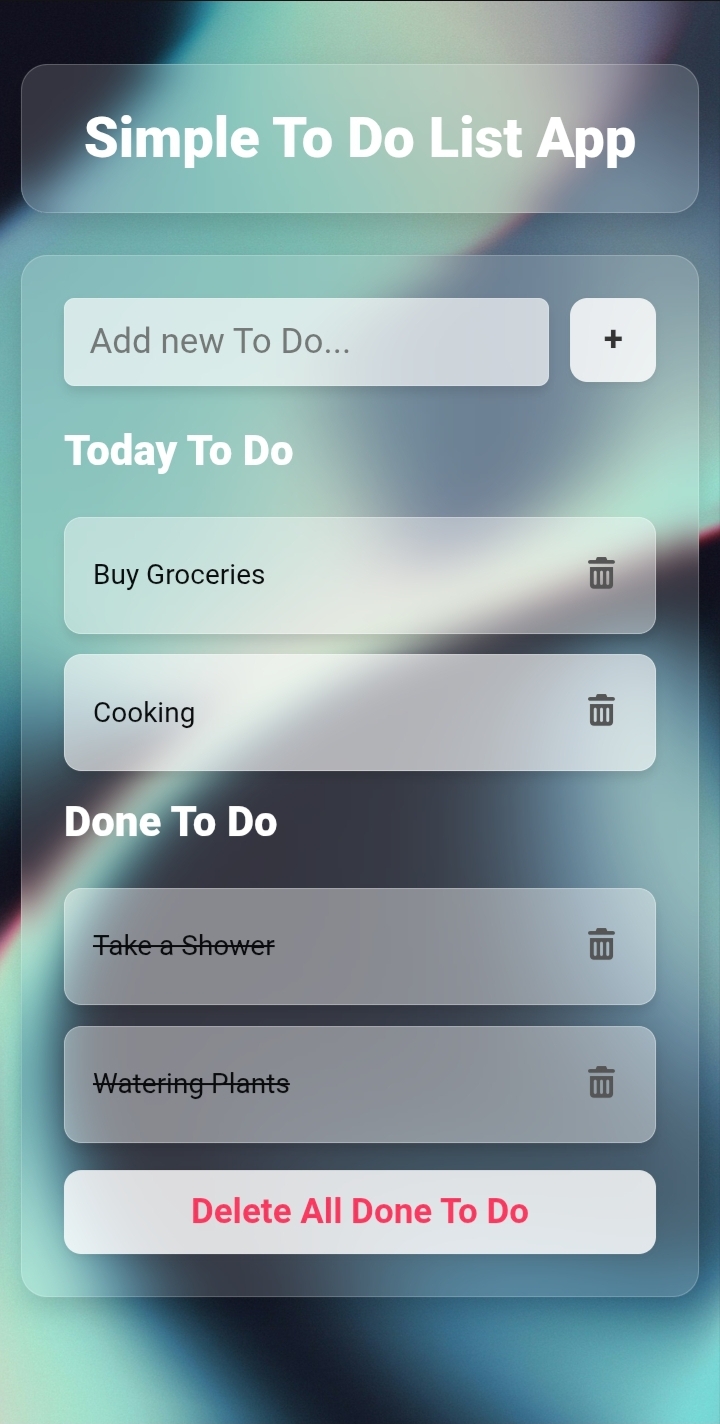 Simple To Do List App
Add new To Do...
+
Today To Do
Buy Groceries
Cooking
Done To Do
Take a Shower
Watering Plants
Delete All Done To Do